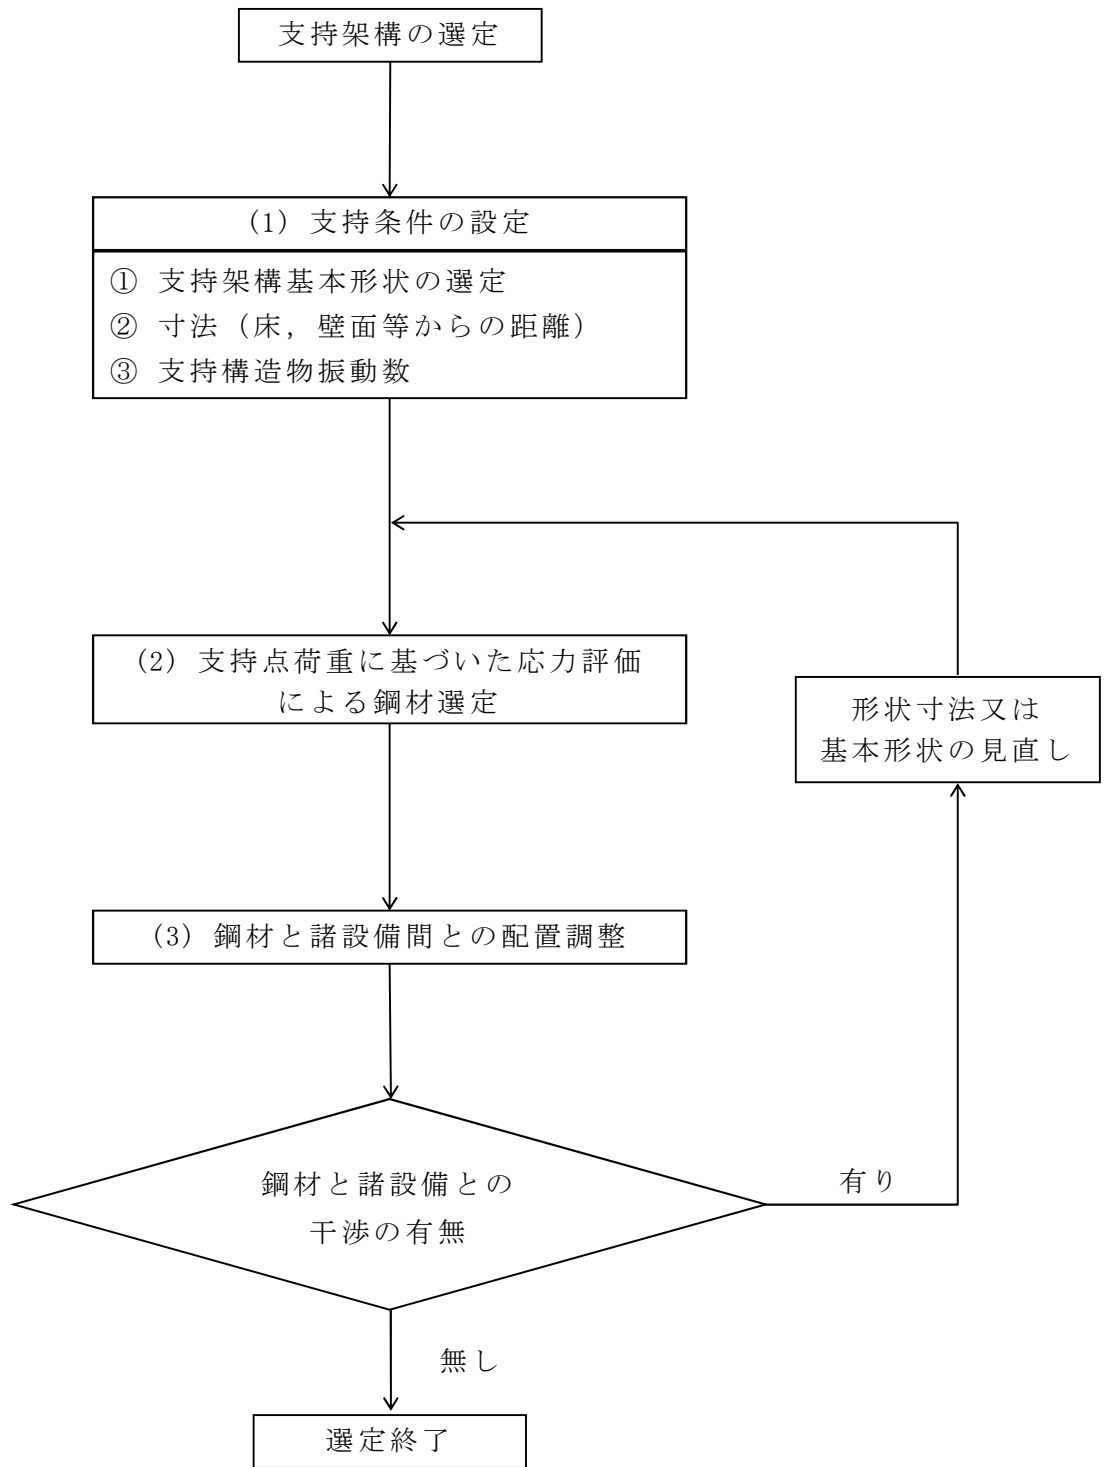 支持架構の選定
(1) 支持条件の設定
① 支持架構基本形状の選定
② 寸法（床，壁面等からの距離）
③ 支持構造物振動数
(2) 支持点荷重に基づいた応力評価
による鋼材選定
形状寸法又は
基本形状の見直し
(3) 鋼材と諸設備間との配置調整
鋼材と諸設備との
干渉の有無
有り
無し
選定終了